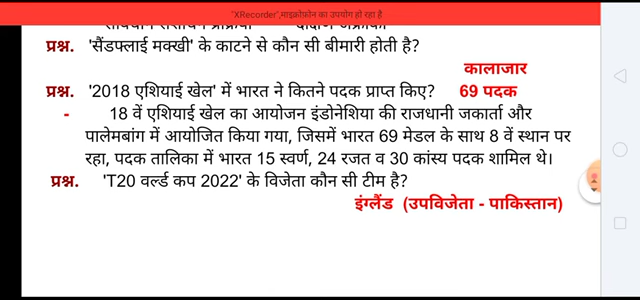 "XRecorder",माइक्रोफ़ोन का उपयोग हो रहा है
प्रश्न. 'सैंडफ्लाई मक्खी' के काटने से कौन सी बीमारी होती है?
कालाजार
प्रश्न. '2018 एशियाई खेल' में भारत ने कितने पदक प्राप्त किए? 69 पदक
- 18 वें एशियाई खेल का आयोजन इंडोनेशिया की राजधानी जकार्ता और
पालेमबांग में आयोजित किया गया, जिसमें भारत 69 मेडल के साथ 8 वें स्थान पर
रहा, पदक तालिका में भारत 15 स्वर्ण, 24 रजत व 30 कांस्य पदक शामिल थे।
प्रश्न. 'T20 वर्ल्ड कप 2022' के विजेता कौन सी टीम है?
इंग्लैंड (उपविजेता - पाकिस्तान)